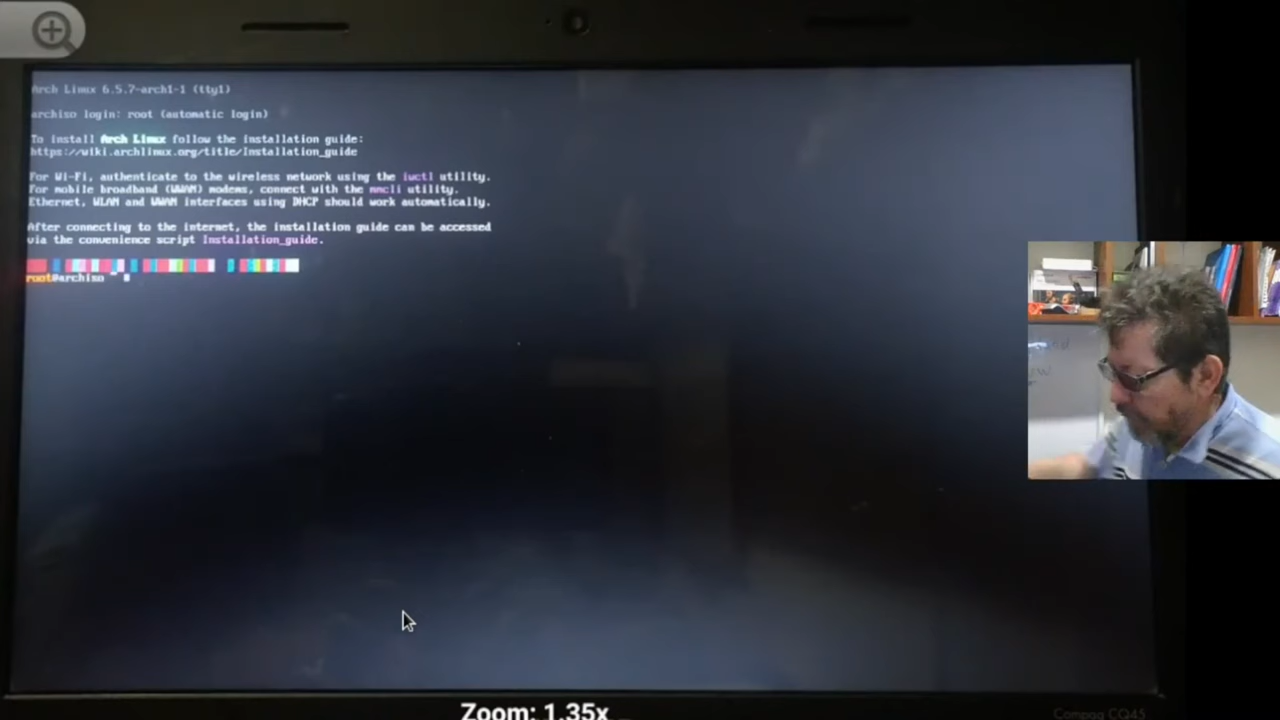 Arch Linux 6.5.7-arch1-1 (tty1)
archiso login: root (automatic login)
To install Arch Linux follow the installation guide:
https://wiki.archlinux.org/title/Installation_guide
For Wi-Fi, authenticate to the wireless network using the iwctl utility.
For mobile broadband (WWAN) modems, connect with the mmcli utility.
Ethernet, WLAN and WWAN interfaces using DHCP should work automatically.
After connecting to the internet, the installation guide can be accessed
via the convenience script Installation_guide.
root@archiso ~ #
Zoom: 1.35x
Compaq CQ45